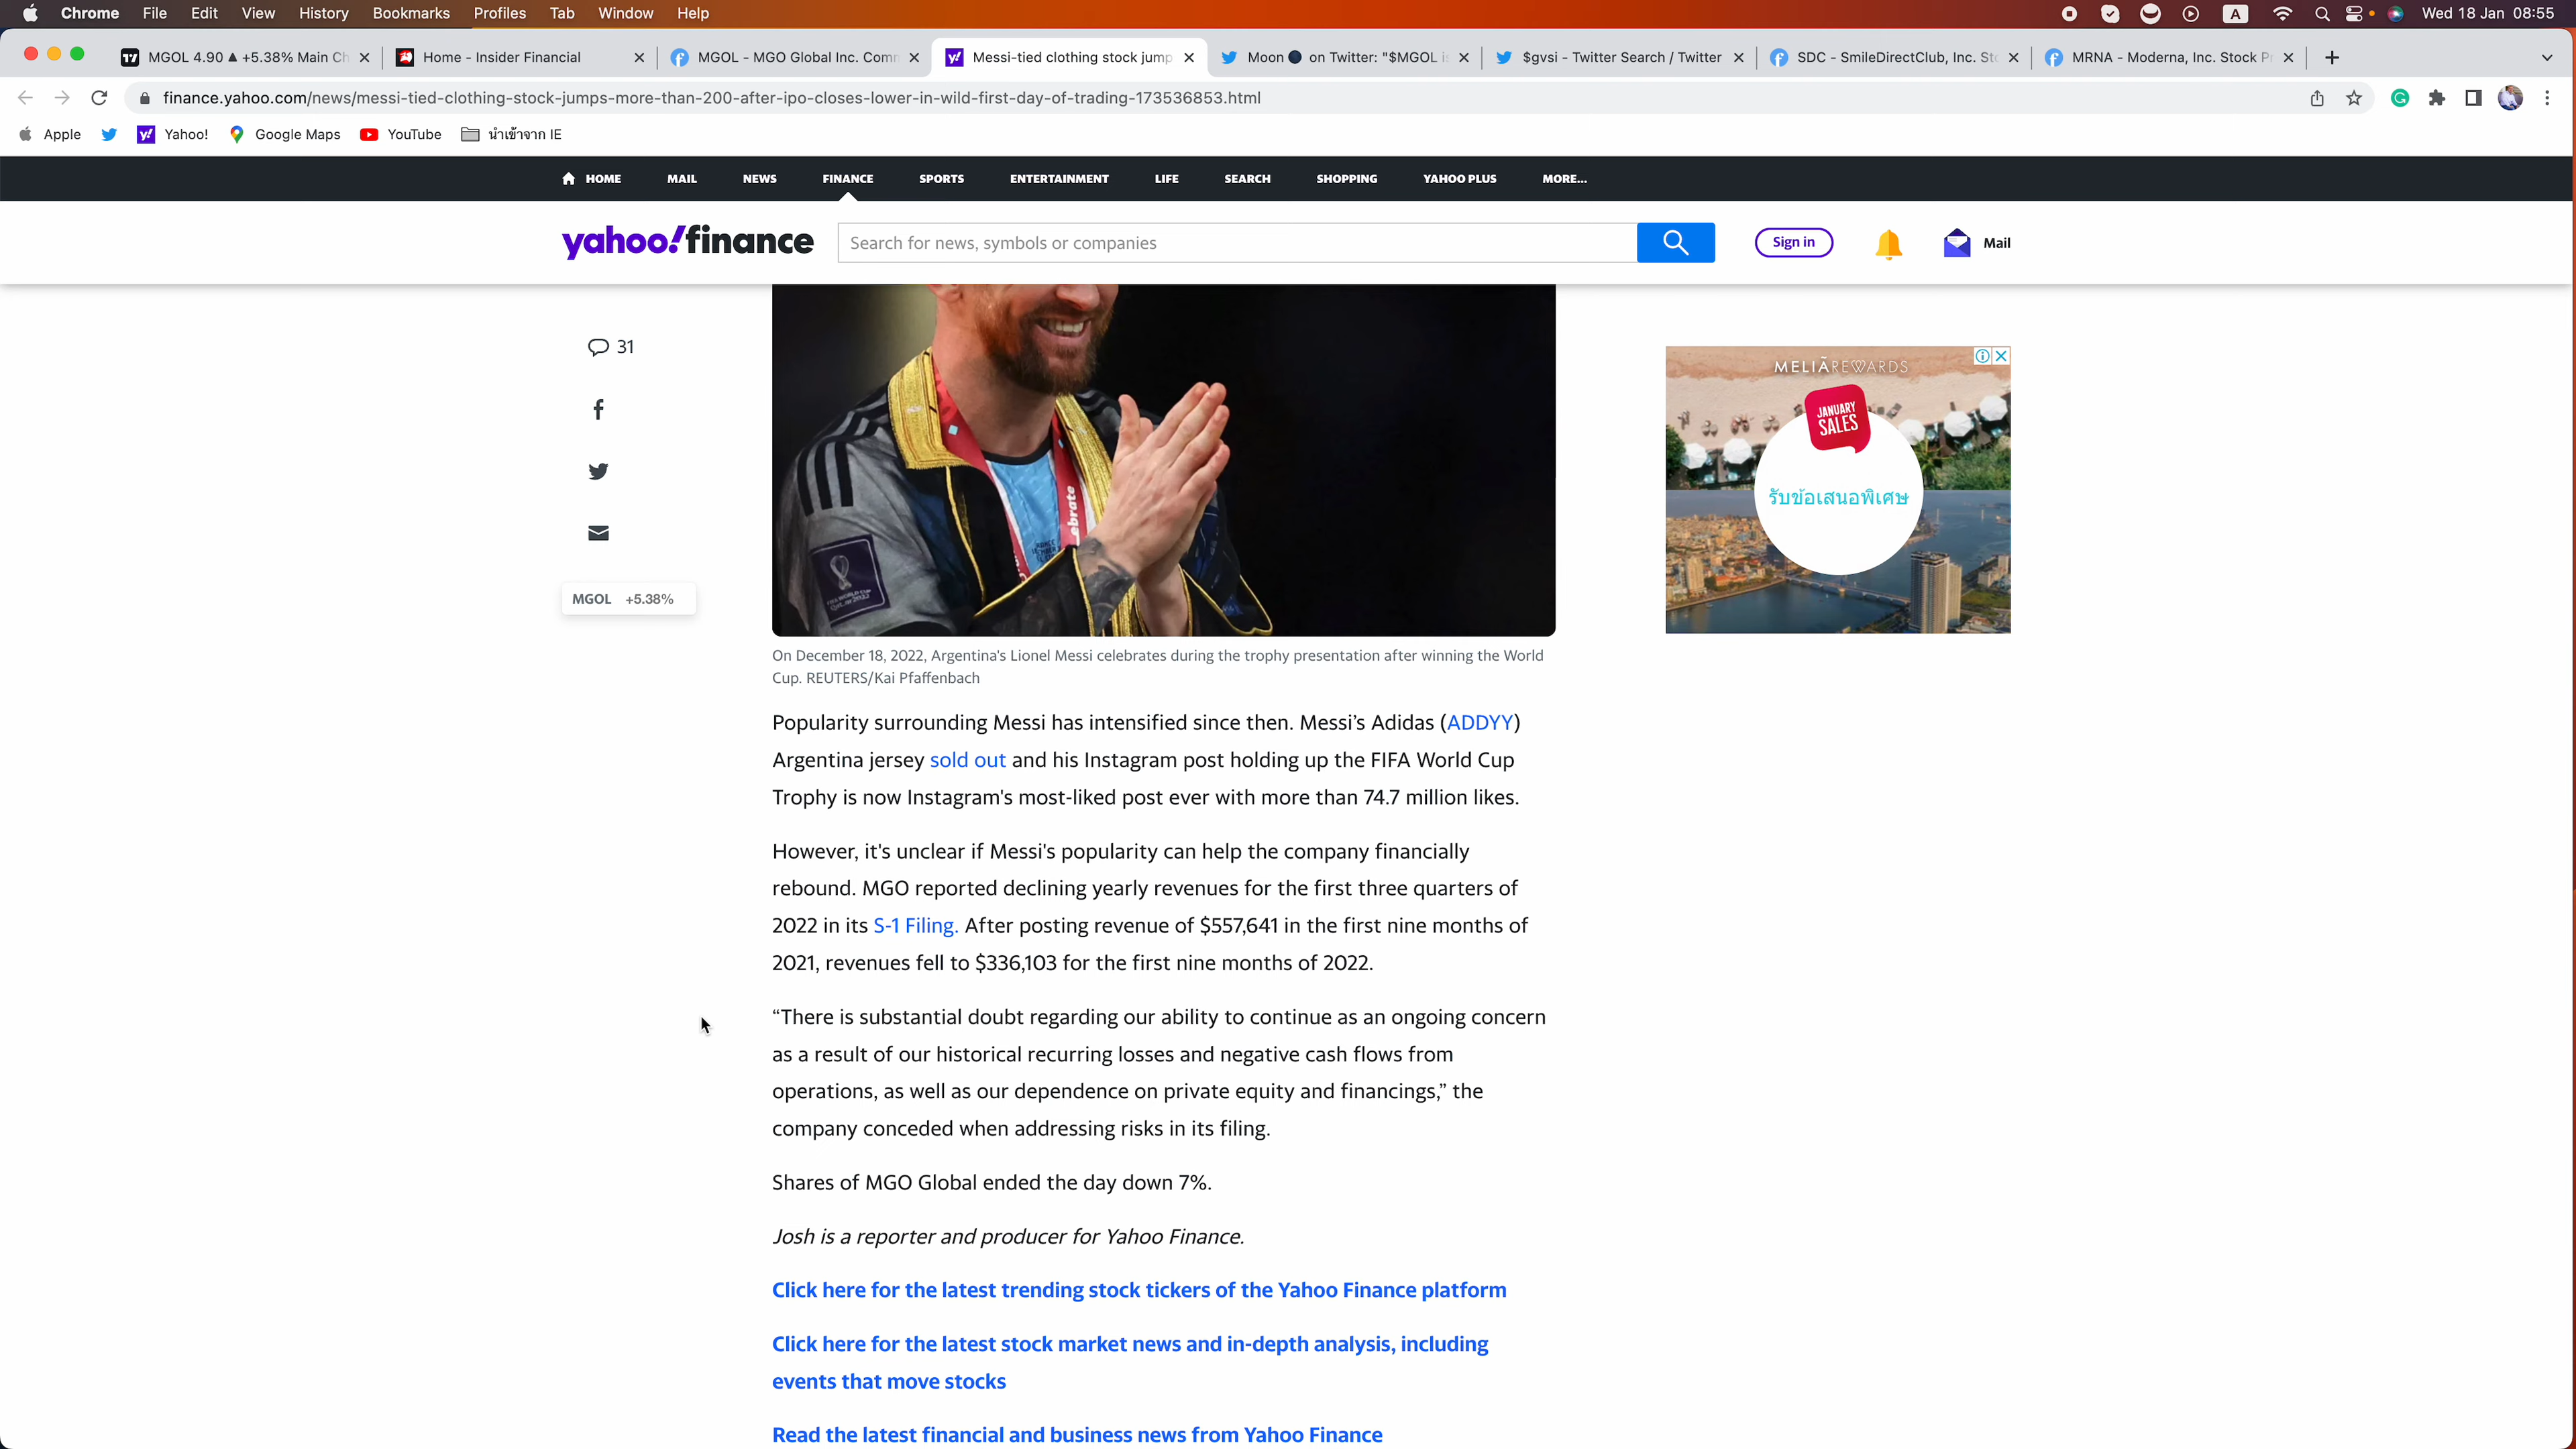 Chrome File Edit View History Bookmarks Profiles Tab Window Help A Wed 18 Jan 08:55
MGOL 4.90 ▲ +5.38% Main Ch Home - Insider Financial MGOL - MGO Global Inc. Comm Messi-tied clothing stock jump Moon 🌑 on Twitter: "$MGOL is $gvsi - Twitter Search / Twitter SDC - SmileDirectClub, Inc. Sto MRNA - Moderna, Inc. Stock Pr
finance.yahoo.com/news/messi-tied-clothing-stock-jumps-more-than-200-after-ipo-closes-lower-in-wild-first-day-of-trading-173536853.html
Apple Yahoo! Google Maps YouTube นำเข้าจาก IE
HOME MAIL NEWS FINANCE SPORTS ENTERTAINMENT LIFE SEARCH SHOPPING YAHOO PLUS MORE...
yahoo!finance Search for news, symbols or companies Sign in Mail
31
MGOL +5.38%
MELIÃREWARDS
JANUARY
SALES
รับข้อเสนอพิเศษ
ebrate
FIFA WORLD CUP
On December 18, 2022, Argentina's Lionel Messi celebrates during the trophy presentation after winning the World
Cup. REUTERS/Kai Pfaffenbach
Popularity surrounding Messi has intensified since then. Messi’s Adidas (ADDYY)
Argentina jersey sold out and his Instagram post holding up the FIFA World Cup
Trophy is now Instagram's most-liked post ever with more than 74.7 million likes.
However, it's unclear if Messi's popularity can help the company financially
rebound. MGO reported declining yearly revenues for the first three quarters of
2022 in its S-1 Filing. After posting revenue of $557,641 in the first nine months of
2021, revenues fell to $336,103 for the first nine months of 2022.
“There is substantial doubt regarding our ability to continue as an ongoing concern
as a result of our historical recurring losses and negative cash flows from
operations, as well as our dependence on private equity and financings,” the
company conceded when addressing risks in its filing.
Shares of MGO Global ended the day down 7%.
Josh is a reporter and producer for Yahoo Finance.
Click here for the latest trending stock tickers of the Yahoo Finance platform
Click here for the latest stock market news and in-depth analysis, including
events that move stocks
Read the latest financial and business news from Yahoo Finance